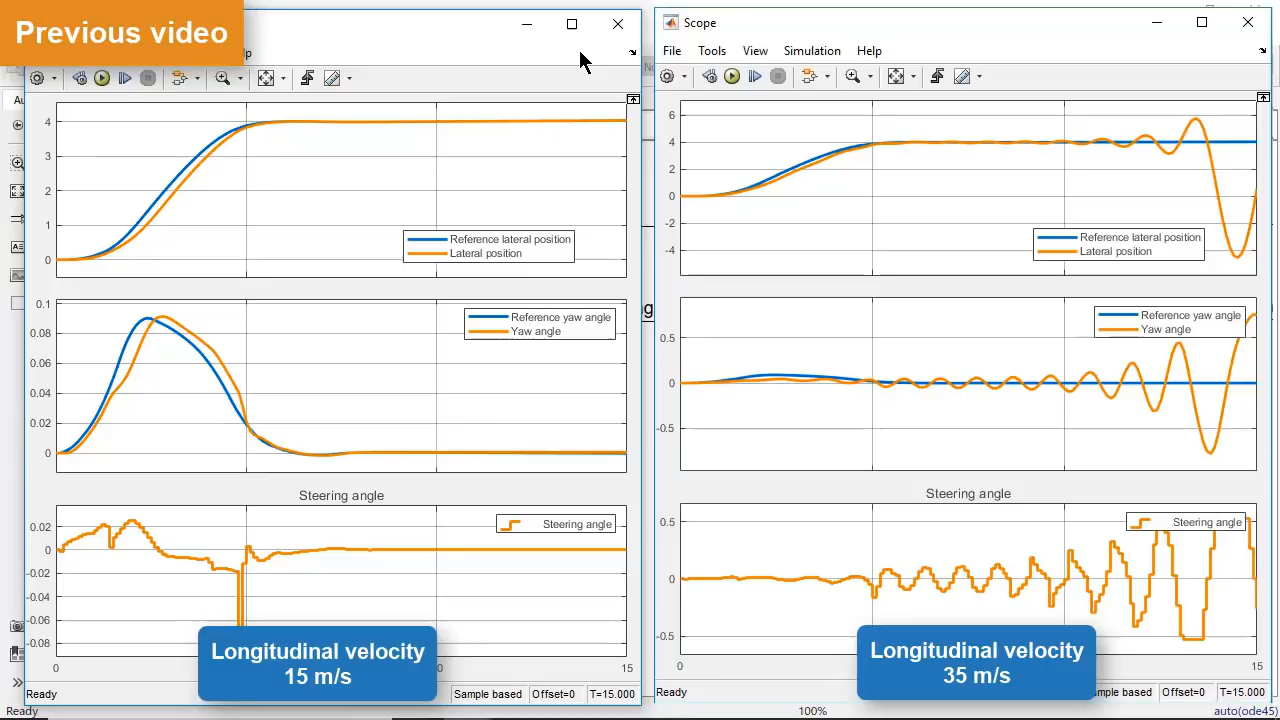 Previous video
lp
4
3
2
1
0
Reference lateral position
Lateral position
0.1
0.08
0.06
0.04
0.02
0
Reference yaw angle
Yaw angle
Steering angle
0.02
0
-0.02
-0.04
-0.06
-0.08
Steering angle
0
15
Longitudinal velocity
15 m/s
Ready
Sample based
Offset=0
T=15.000
Scope
File Tools View Simulation Help
6
4
2
0
-2
-4
Reference lateral position
Lateral position
0.5
0
-0.5
Reference yaw angle
Yaw angle
Steering angle
0.5
0
-0.5
Steering angle
0
15
Longitudinal velocity
35 m/s
Ready
mple based
Offset=0
T=15.000
Ready
100%
auto(ode45)